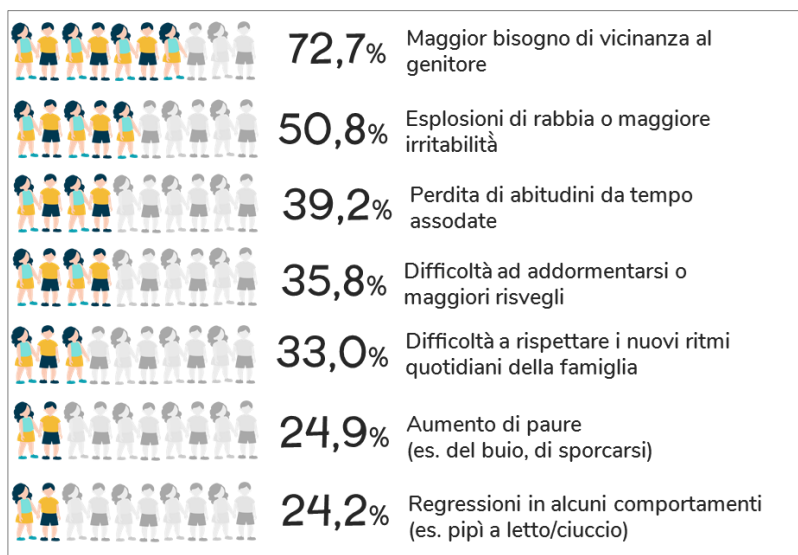 72,7%
Maggior bisogno di vicinanza al
genitore
50,8%
Esplosioni di rabbia o maggiore
irritabilità
39,2%
Perdita di abitudini da tempo
assodate
35,8%
Difficoltà ad addormentarsi o
maggiori risvegli
33,0%
Difficoltà a rispettare i nuovi ritmi
quotidiani della famiglia
24,9%
Aumento di paure
(es. del buio, di sporcarsi)
24,2%
Regressioni in alcuni comportamenti
(es. pipì a letto/ciuccio)